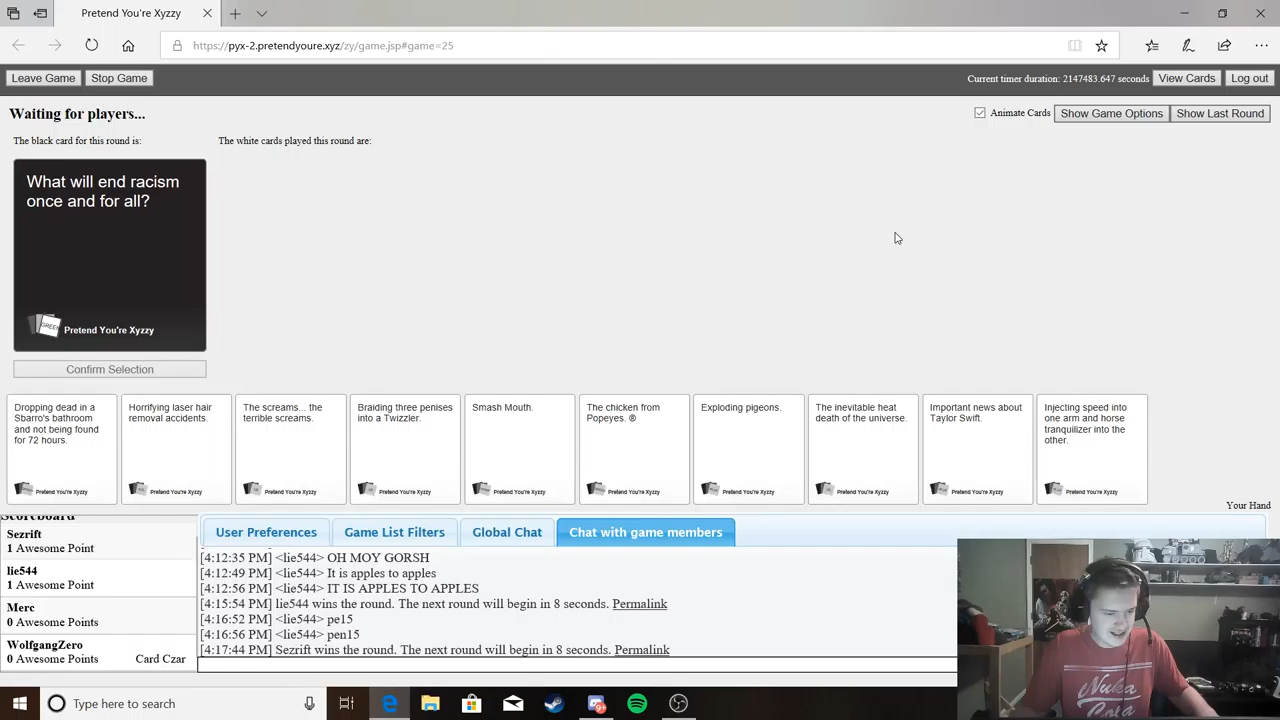 Pretend You're Xyzzy
https://pyx-2.pretendyoure.xyz/zy/game.jsp#game=25
Leave Game
Stop Game
Current timer duration: 2147483.647 seconds
View Cards
Log out
Waiting for players...
Animate Cards
Show Game Options
Show Last Round
The black card for this round is:
The white cards played this round are:
What will end racism
once and for all?
Pretend You're Xyzzy
Confirm Selection
Dropping dead in a
Sbarro's bathroom
and not being found
for 72 hours.
Pretend You're Xyzzy
Horrifying laser hair
removal accidents.
Pretend You're Xyzzy
The screams... the
terrible screams.
Pretend You're Xyzzy
Braiding three penises
into a Twizzler.
Pretend You're Xyzzy
Smash Mouth.
Pretend You're Xyzzy
The chicken from
Popeyes. ®
Pretend You're Xyzzy
Exploding pigeons.
Pretend You're Xyzzy
The inevitable heat
death of the universe.
Pretend You're Xyzzy
Important news about
Taylor Swift.
Pretend You're Xyzzy
Injecting speed into
one arm and horse
tranquilizer into the
other.
Pretend You're Xyzzy
Your Hand
Scoreboard
Sezrift
1 Awesome Point
lie544
1 Awesome Point
Merc
0 Awesome Points
WolfgangZero
0 Awesome Points Card Czar
User Preferences
Game List Filters
Global Chat
Chat with game members
[4:12:35 PM] <lie544> OH MOY GORSH
[4:12:49 PM] <lie544> It is apples to apples
[4:12:56 PM] <lie544> IT IS APPLES TO APPLES
[4:15:54 PM] lie544 wins the round. The next round will begin in 8 seconds. Permalink
[4:16:52 PM] <lie544> pe15
[4:16:56 PM] <lie544> pen15
[4:17:44 PM] Sezrift wins the round. The next round will begin in 8 seconds. Permalink
Nuka
Cola
Type here to search